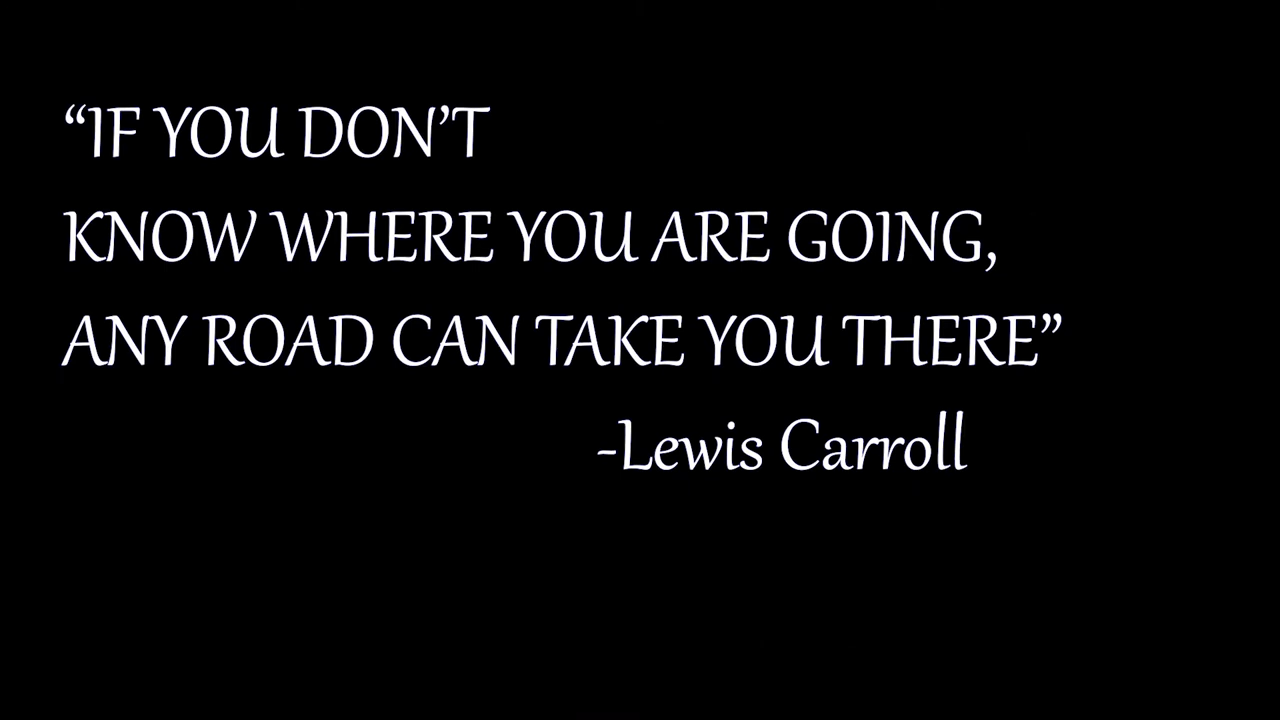 “IF YOU DON’T
KNOW WHERE YOU ARE GOING,
ANY ROAD CAN TAKE YOU THERE”
-Lewis Carroll